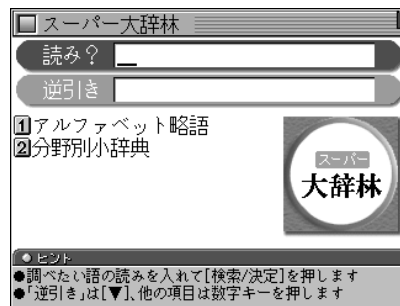 スーパー大辞林
読み?
逆引き
1アルファベット略語
2分野別小辞典
スーパー
大辞林
●ヒント
●調べたい語の読みを入れて[検索/決定]を押します
●「逆引き」は[▼]、他の項目は数字キーを押します